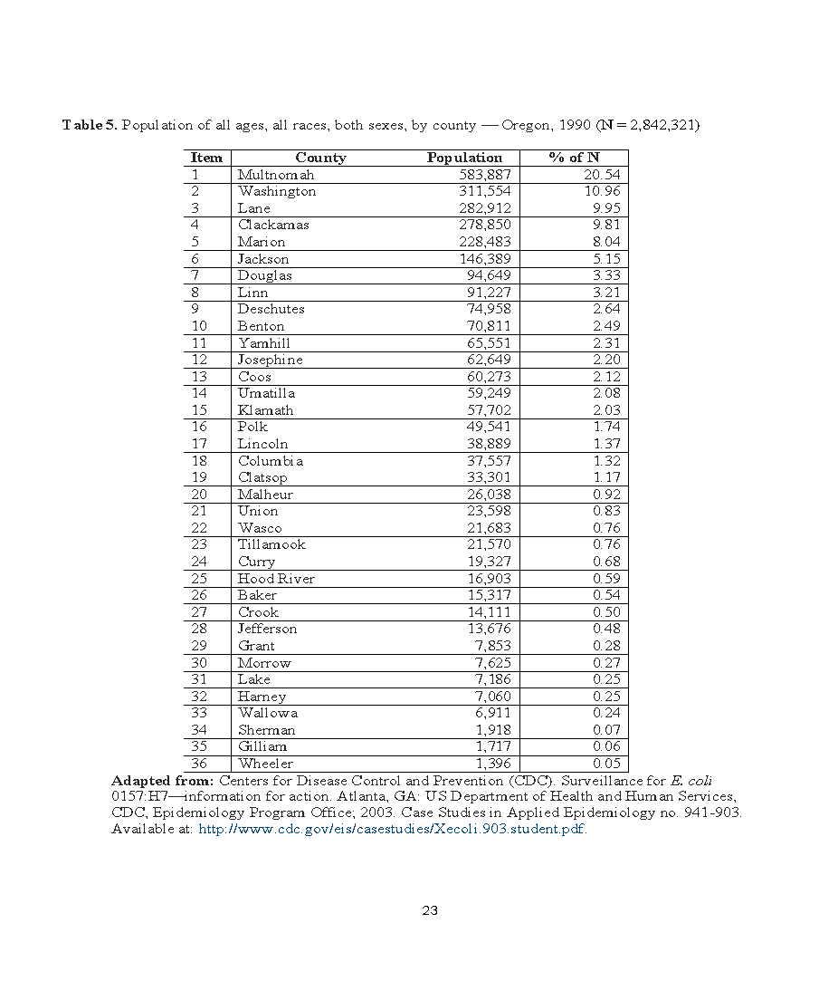 Table 5. Population of all ages, all races, both sexes, by county — Oregon, 1990 (N = 2,842,321)
Item County Population % of N
1 Multnomah 583,887 20.54
2 Washington 311,554 10.96
3 Lane 282,912 9.95
4 Clackamas 278,850 9.81
5 Marion 228,483 8.04
6 Jackson 146,389 5.15
7 Douglas 94,649 3.33
8 Linn 91,227 3.21
9 Deschutes 74,958 2.64
10 Benton 70,811 2.49
11 Yamhill 65,551 2.31
12 Josephine 62,649 2.20
13 Coos 60,273 2.12
14 Umatilla 59,249 2.08
15 Klamath 57,702 2.03
16 Polk 49,541 1.74
17 Lincoln 38,889 1.37
18 Columbia 37,557 1.32
19 Clatsop 33,301 1.17
20 Malheur 26,038 0.92
21 Union 23,598 0.83
22 Wasco 21,683 0.76
23 Tillamook 21,570 0.76
24 Curry 19,327 0.68
25 Hood River 16,903 0.59
26 Baker 15,317 0.54
27 Crook 14,111 0.50
28 Jefferson 13,676 0.48
29 Grant 7,853 0.28
30 Morrow 7,625 0.27
31 Lake 7,186 0.25
32 Harney 7,060 0.25
33 Wallowa 6,911 0.24
34 Sherman 1,918 0.07
35 Gilliam 1,717 0.06
36 Wheeler 1,396 0.05
Adapted from: Centers for Disease Control and Prevention (CDC). Surveillance for E. coli
0157:H7—information for action. Atlanta, GA: US Department of Health and Human Services,
CDC, Epidemiology Program Office; 2003. Case Studies in Applied Epidemiology no. 941-903.
Available at: http://www.cdc.gov/eis/casestudies/Xecoli.903.student.pdf.
23